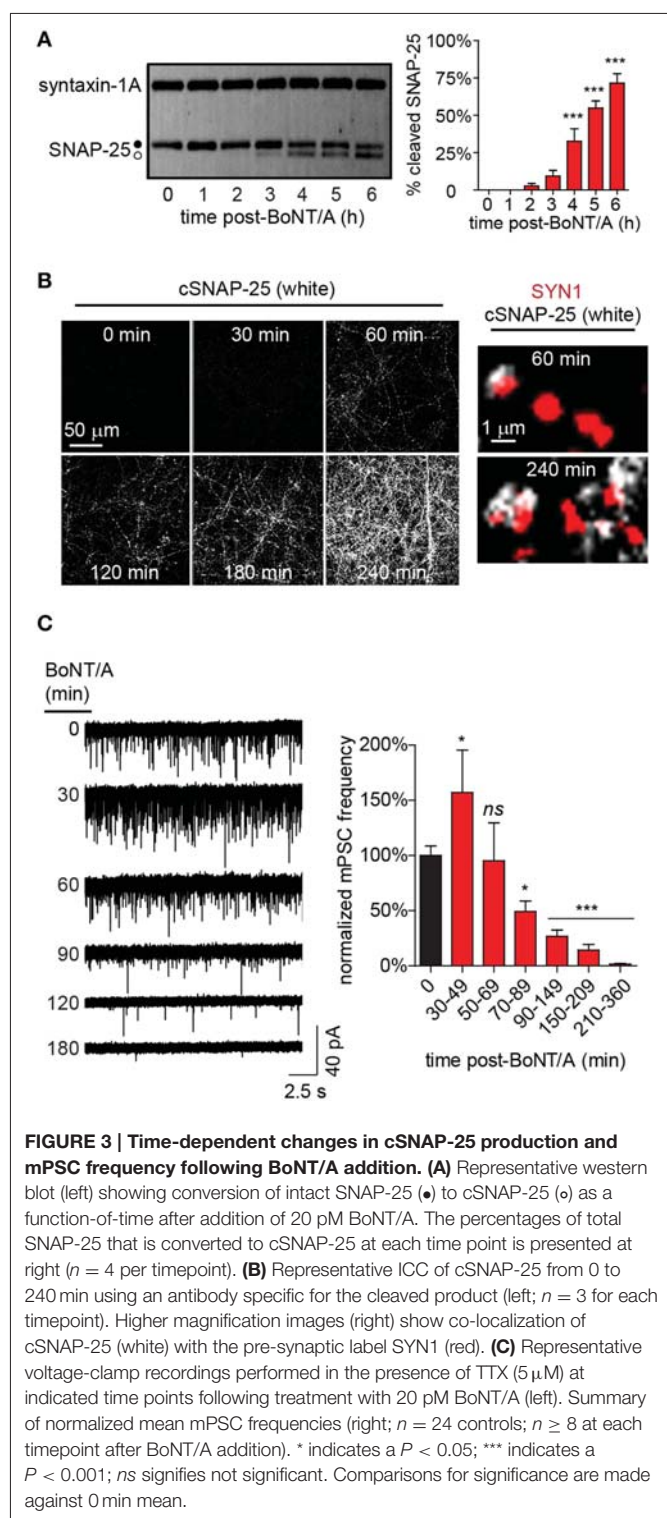 A
syntaxin-1A
SNAP-25
0 1 2 3 4 5 6
time post-BoNT/A (h)
% cleaved SNAP-25
100%
75%
50%
25%
0
*** *** ***
0 1 2 3 4 5 6
time post-BoNT/A (h)
B
cSNAP-25 (white)
0 min 30 min 60 min
50 μm
120 min 180 min 240 min
SYN1
cSNAP-25 (white)
60 min
1 μm
240 min
C
BoNT/A
(min)
0
30
60
90
120
180
40 pA
2.5 s
normalized mPSC frequency
200%
150%
100%
50%
0%
* ns * ***
0 30-49 50-69 70-89 90-149 150-209 210-360
time post-BoNT/A (min)
FIGURE 3 | Time-dependent changes in cSNAP-25 production and
mPSC frequency following BoNT/A addition. (A) Representative western
blot (left) showing conversion of intact SNAP-25 (●) to cSNAP-25 (○) as a
function-of-time after addition of 20 pM BoNT/A. The percentages of total
SNAP-25 that is converted to cSNAP-25 at each time point is presented at
right (n = 4 per timepoint). (B) Representative ICC of cSNAP-25 from 0 to
240 min using an antibody specific for the cleaved product (left; n = 3 for each
timepoint). Higher magnification images (right) show co-localization of
cSNAP-25 (white) with the pre-synaptic label SYN1 (red). (C) Representative
voltage-clamp recordings performed in the presence of TTX (5 μM) at
indicated time points following treatment with 20 pM BoNT/A (left). Summary
of normalized mean mPSC frequencies (right; n = 24 controls; n ≥ 8 at each
timepoint after BoNT/A addition). * indicates a P < 0.05; *** indicates a
P < 0.001; ns signifies not significant. Comparisons for significance are made
against 0 min mean.